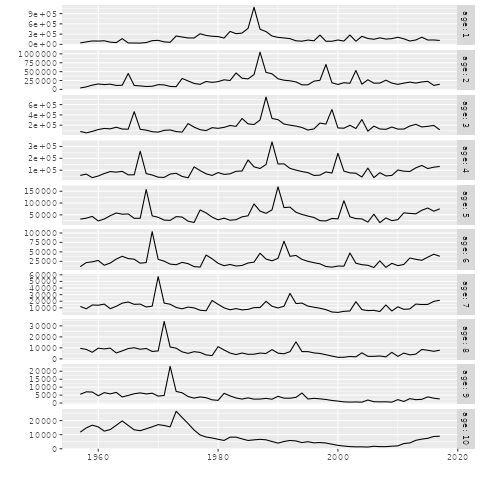 9e+05
6e+05
3e+05
0e+00
age: 1
1000000
750000
500000
250000
0
age: 2
6e+05
4e+05
2e+05
age: 3
3e+05
2e+05
1e+05
age: 4
150000
100000
50000
age: 5
100000
75000
50000
25000
age: 6
60000
50000
40000
30000
20000
10000
0
age: 7
30000
20000
10000
0
age: 8
20000
15000
10000
5000
0
age: 9
20000
10000
0
age: 10
1960
1980
2000
2020